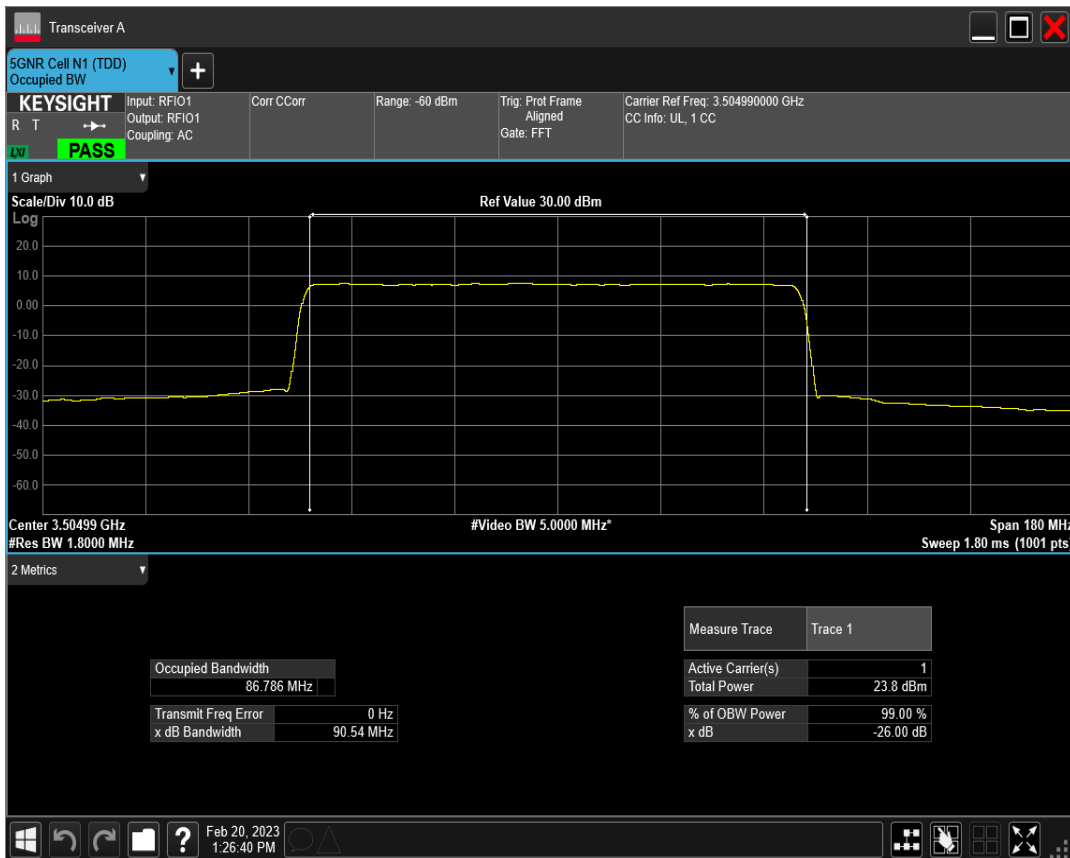 Transceiver A
5GNR Cell N1 (TDD)
Occupied BW
+
KEYSIGHT
R T
LXI
PASS
Input: RFIO1
Output: RFIO1
Coupling: AC
Corr CCorr
Range: -60 dBm
Trig: Prot Frame
Aligned
Gate: FFT
Carrier Ref Freq: 3.504990000 GHz
CC Info: UL, 1 CC
1 Graph
Scale/Div 10.0 dB
Ref Value 30.00 dBm
Log
20.0
10.0
0.00
-10.0
-20.0
-30.0
-40.0
-50.0
-60.0
Center 3.50499 GHz
#Video BW 5.0000 MHz*
Span 180 MHz
#Res BW 1.8000 MHz
Sweep 1.80 ms (1001 pts)
2 Metrics
Measure Trace Trace 1
Occupied Bandwidth
86.786 MHz
Active Carrier(s) 1
Total Power 23.8 dBm
Transmit Freq Error 0 Hz
x dB Bandwidth 90.54 MHz
% of OBW Power 99.00 %
x dB -26.00 dB
?
Feb 20, 2023
1:26:40 PM